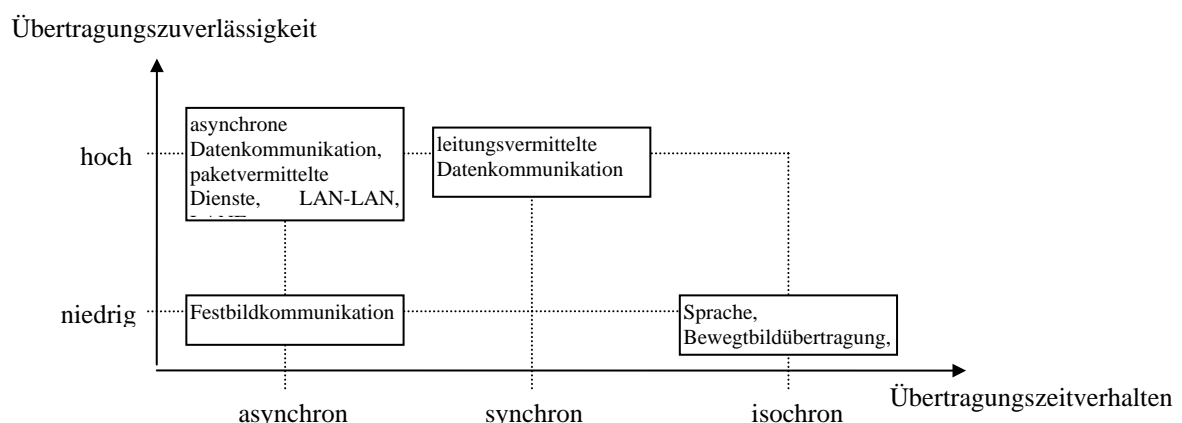 Übertragungszuverlässigkeit
hoch
asynchrone
Datenkommunikation,
paketvermittelte
Dienste, LAN-LAN,
leitungsvermittelte
Datenkommunikation
niedrig
Festbildkommunikation
Sprache,
Bewegtbildübertragung,
asynchron
synchron
isochron
Übertragungszeitverhalten